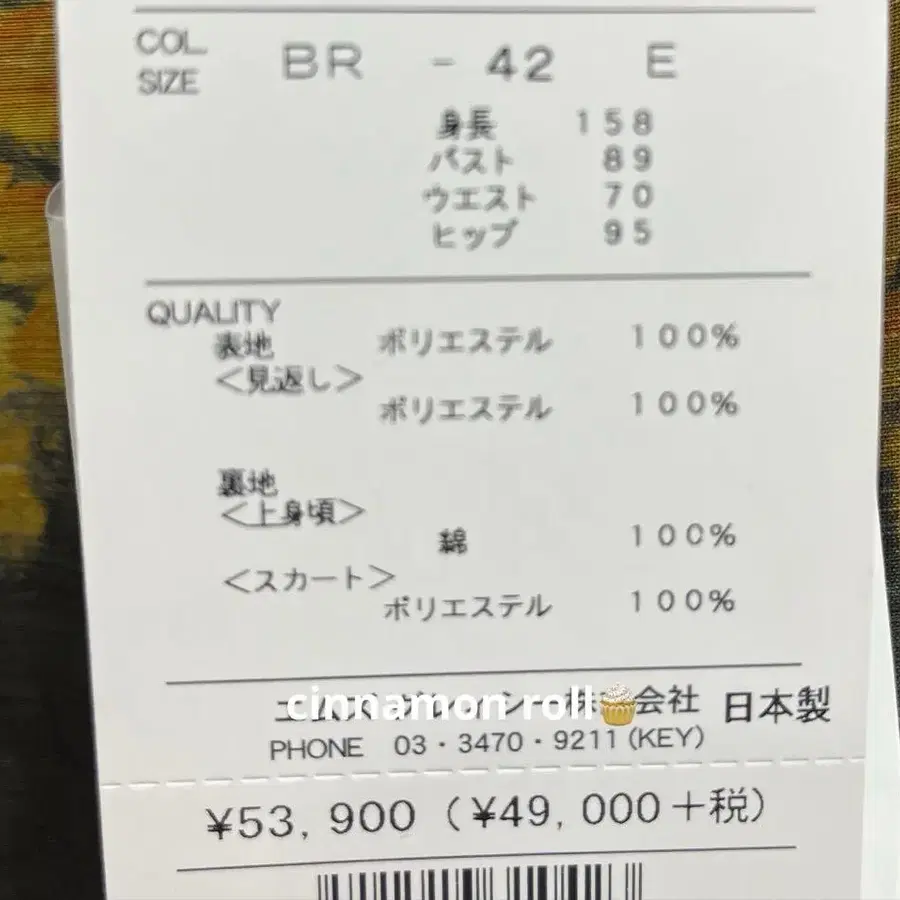 COL.
SIZE
BR - 42 E
身長 158
バスト 89
ウエスト 70
ヒップ 95
QUALITY
表地 ポリエステル 100%
<見返し>
ポリエステル 100%
裏地
<上身頃>
綿 100%
<スカート>
ポリエステル 100%
cinnamon roll🧁
会社 日本製
PHONE 03・3470・9211(KEY)
¥53,900(¥49,000+税)